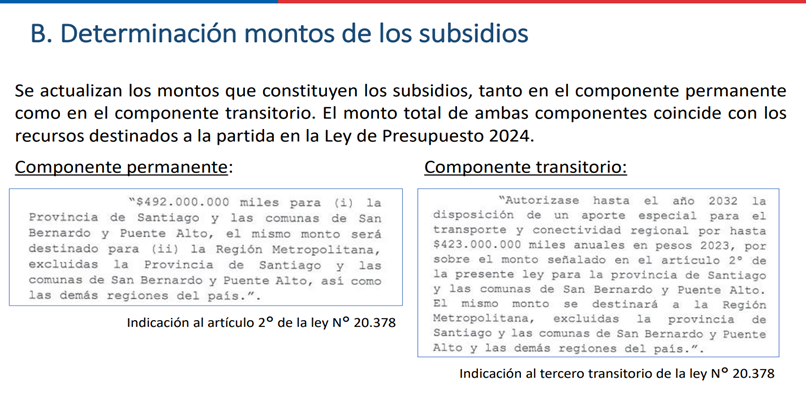 B. Determinación montos de los subsidios
Se actualizan los montos que constituyen los subsidios, tanto en el componente permanente
como en el componente transitorio. El monto total de ambas componentes coincide con los
recursos destinados a la partida en la Ley de Presupuesto 2024.
Componente permanente:
"$492.000.000 miles para (i) la
Provincia de Santiago y las comunas de San
Bernardo y Puente Alto, el mismo monto será
destinado para (ii) la Región Metropolitana,
excluidas la Provincia de Santiago y las
comunas de San Bernardo y Puente Alto, así como
las demás regiones del país.".
Indicación al artículo 2° de la ley N° 20.378
Componente transitorio:
"Autorízase hasta el año 2032 la
disposición de un aporte especial para el
transporte y conectividad regional por hasta
$423.000.000 miles anuales en pesos 2023, por
sobre el monto señalado en el artículo 2° de
la presente ley para la provincia de Santiago
y las comunas de San Bernardo y Puente Alto.
El mismo monto se destinará a la Región
Metropolitana, excluidas la provincia de
Santiago y las comunas de San Bernardo y Puente
Alto y las demás regiones del país.".
Indicación al tercero transitorio de la ley N° 20.378